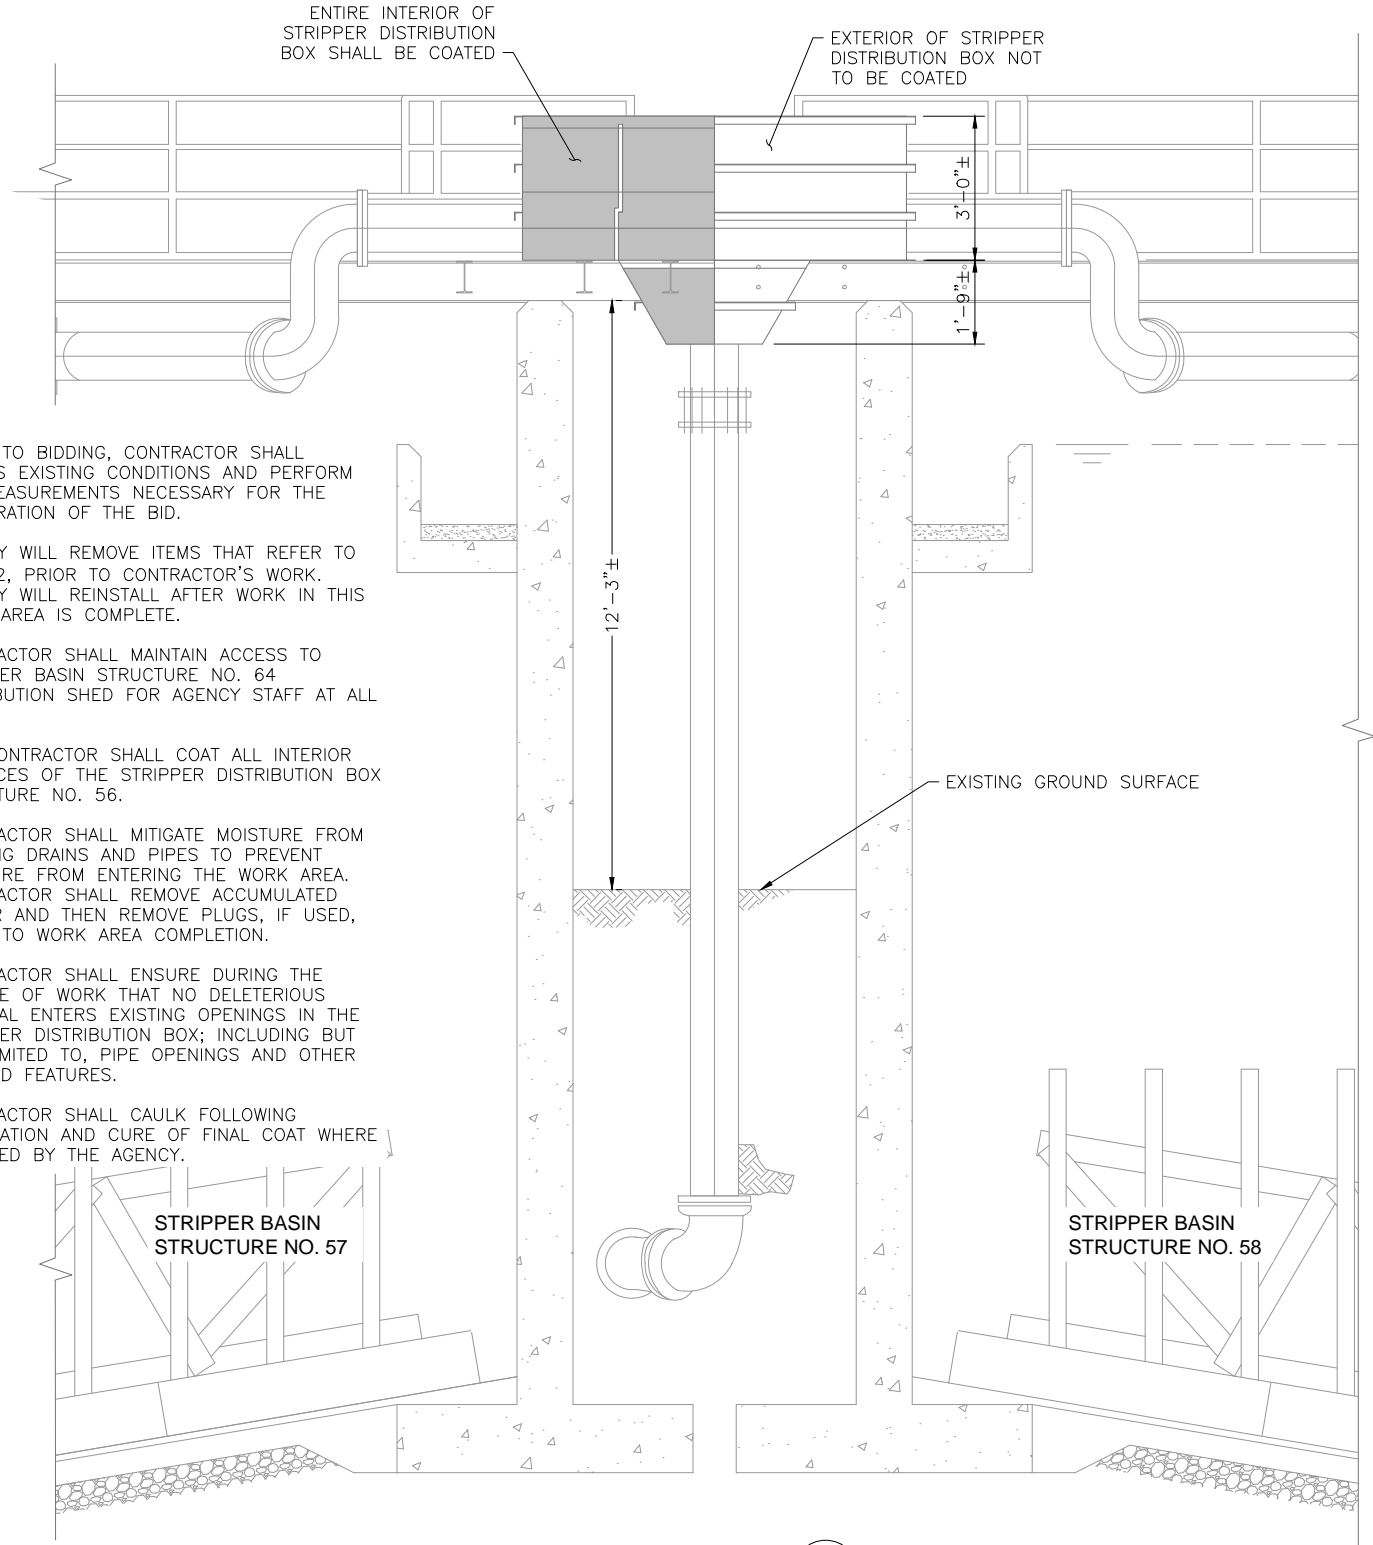 ENTIRE INTERIOR OF
STRIPPER DISTRIBUTION
BOX SHALL BE COATED
EXTERIOR OF STRIPPER
DISTRIBUTION BOX NOT
TO BE COATED
3'-0"±
1'-9"±
12'-3"±
TO BIDDING, CONTRACTOR SHALL
S EXISTING CONDITIONS AND PERFORM
EASUREMENTS NECESSARY FOR THE
RATION OF THE BID.
Y WILL REMOVE ITEMS THAT REFER TO
2, PRIOR TO CONTRACTOR'S WORK.
Y WILL REINSTALL AFTER WORK IN THIS
AREA IS COMPLETE.
ACTOR SHALL MAINTAIN ACCESS TO
ER BASIN STRUCTURE NO. 64
BUTION SHED FOR AGENCY STAFF AT ALL
ONTRACTOR SHALL COAT ALL INTERIOR
CES OF THE STRIPPER DISTRIBUTION BOX
TURE NO. 56.
ACTOR SHALL MITIGATE MOISTURE FROM
NG DRAINS AND PIPES TO PREVENT
RE FROM ENTERING THE WORK AREA.
ACTOR SHALL REMOVE ACCUMULATED
R AND THEN REMOVE PLUGS, IF USED,
TO WORK AREA COMPLETION.
ACTOR SHALL ENSURE DURING THE
E OF WORK THAT NO DELETERIOUS
AL ENTERS EXISTING OPENINGS IN THE
ER DISTRIBUTION BOX; INCLUDING BUT
MITED TO, PIPE OPENINGS AND OTHER
D FEATURES.
ACTOR SHALL CAULK FOLLOWING
ATION AND CURE OF FINAL COAT WHERE
ED BY THE AGENCY.
EXISTING GROUND SURFACE
STRIPPER BASIN
STRUCTURE NO. 57
STRIPPER BASIN
STRUCTURE NO. 58